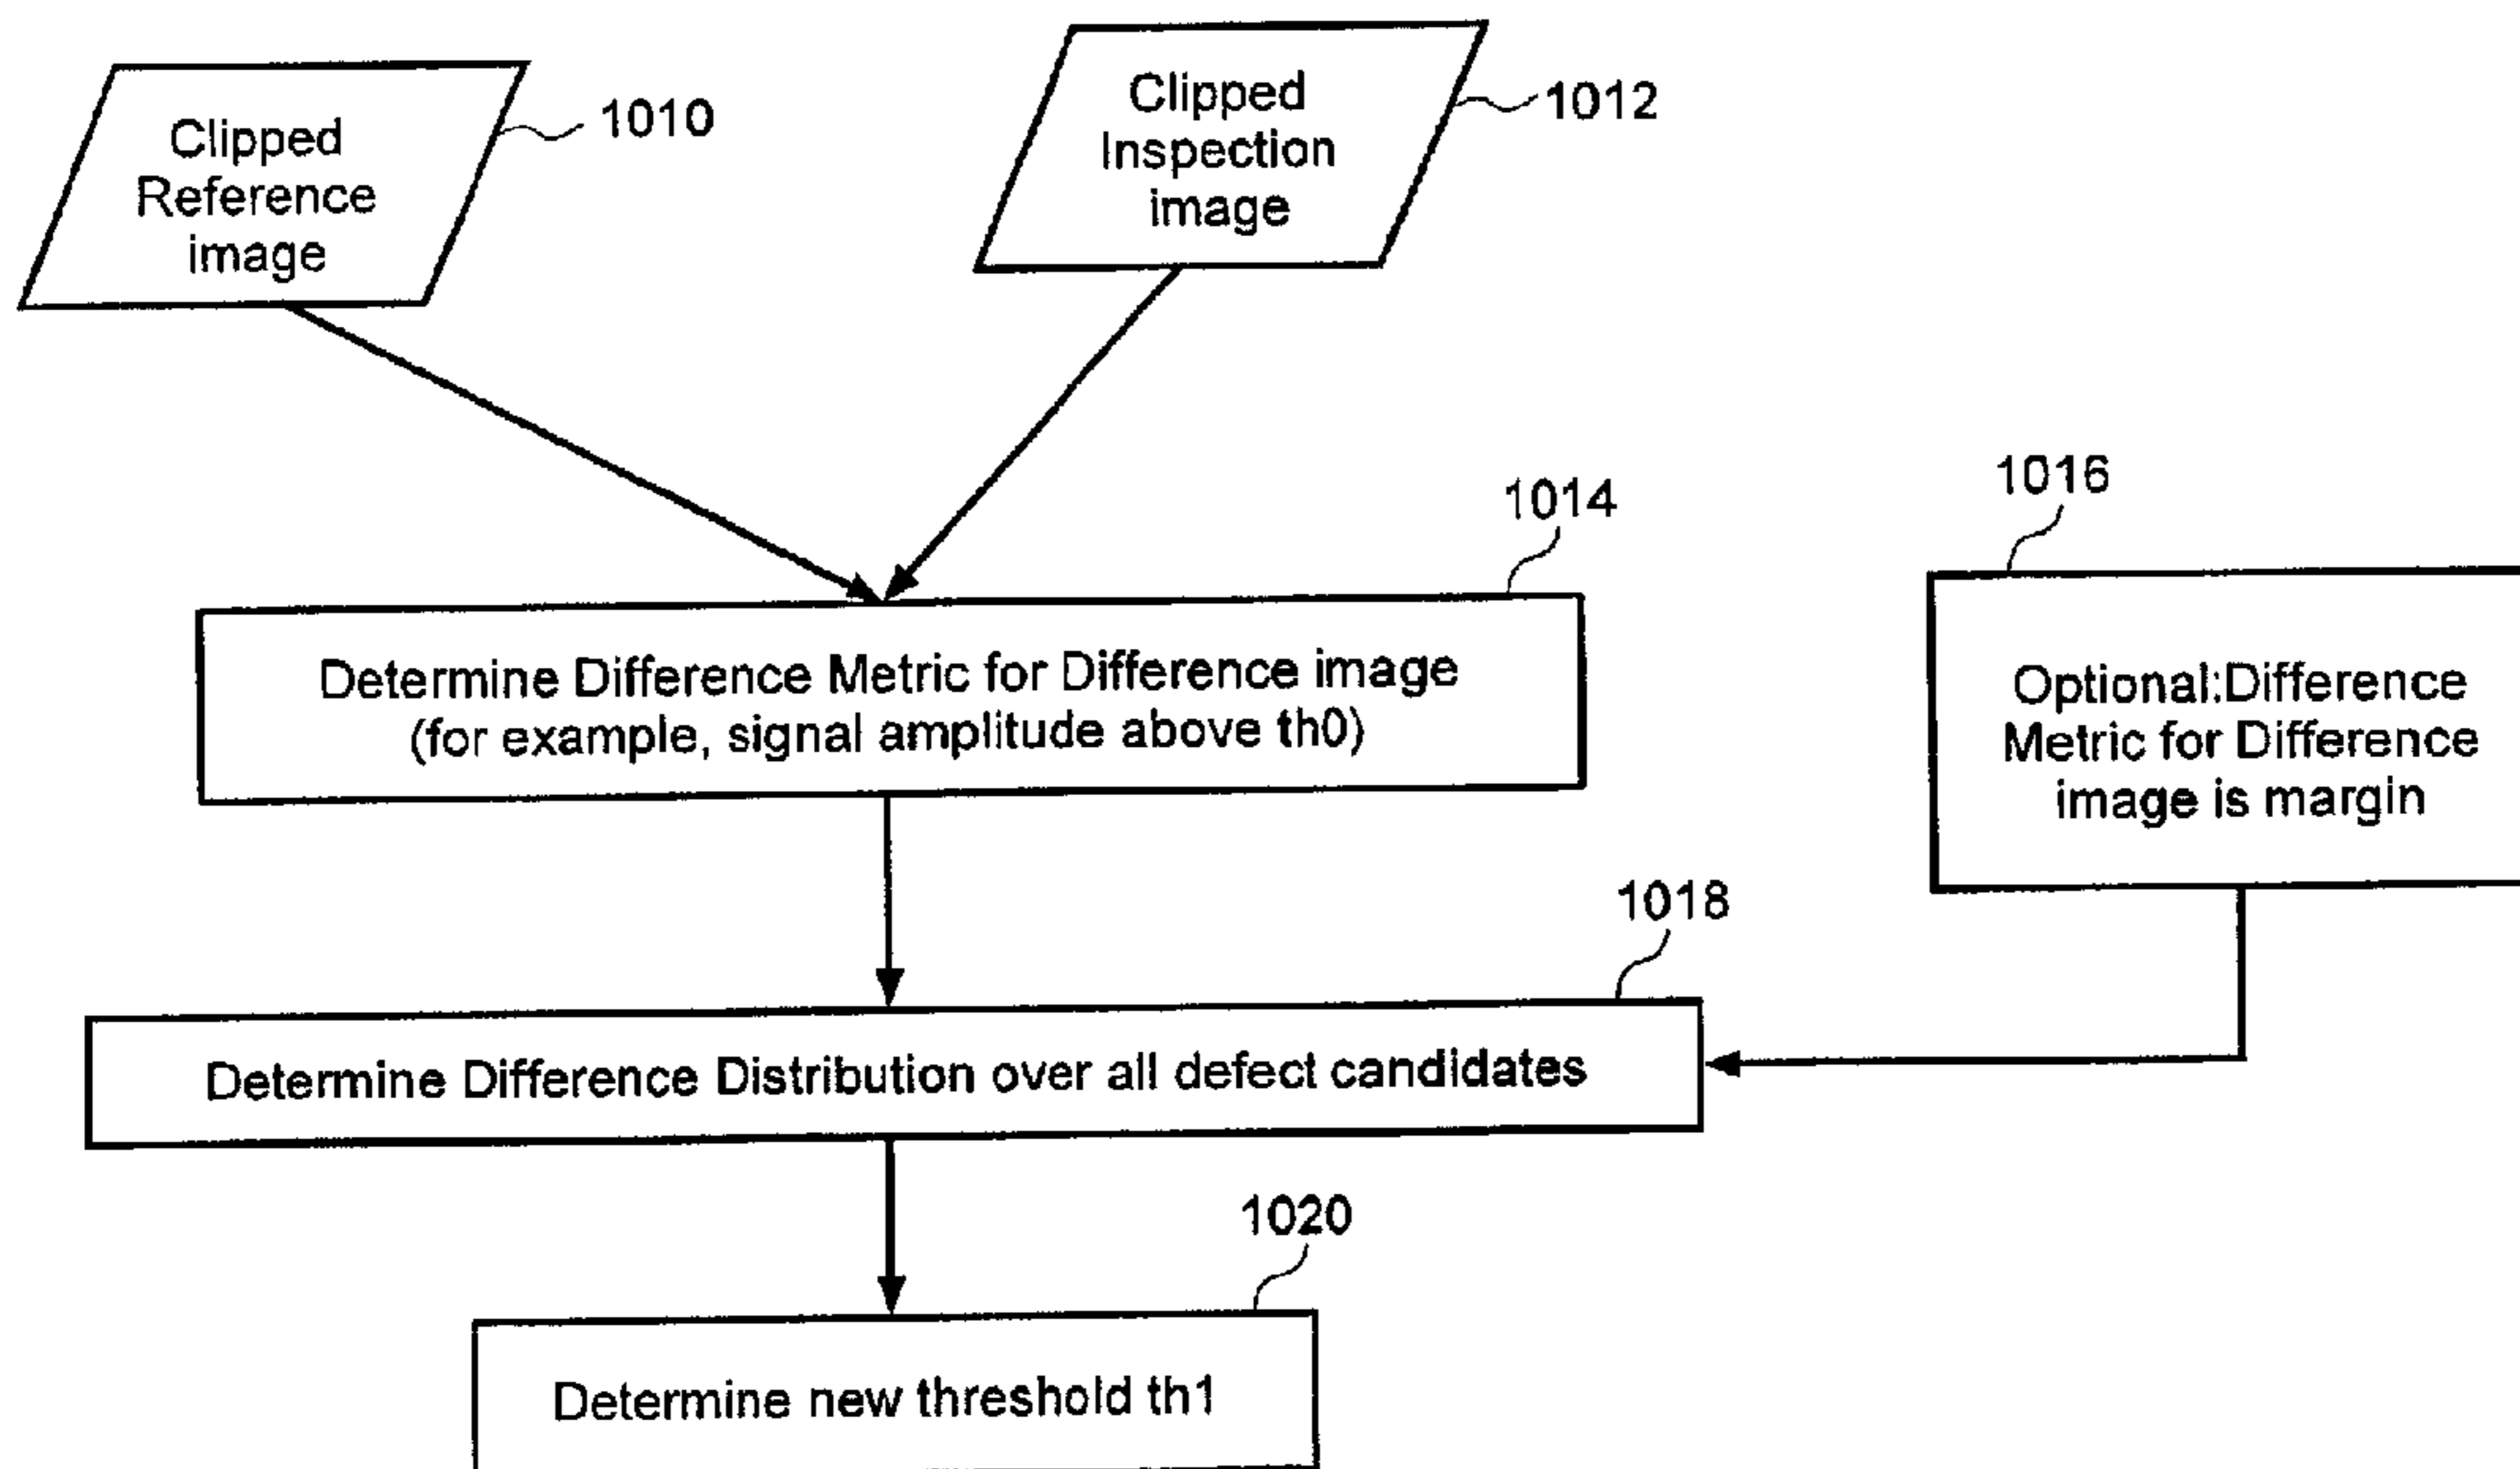 Clipped
Reference
image
1010
Clipped
Inspection
image
1012
1014
Determine Difference Metric for Difference image
(for example, signal amplitude above th0)
1016
Optional:Difference
Metric for Difference
image is margin
1018
Determine Difference Distribution over all defect candidates
1020
Determine new threshold th1